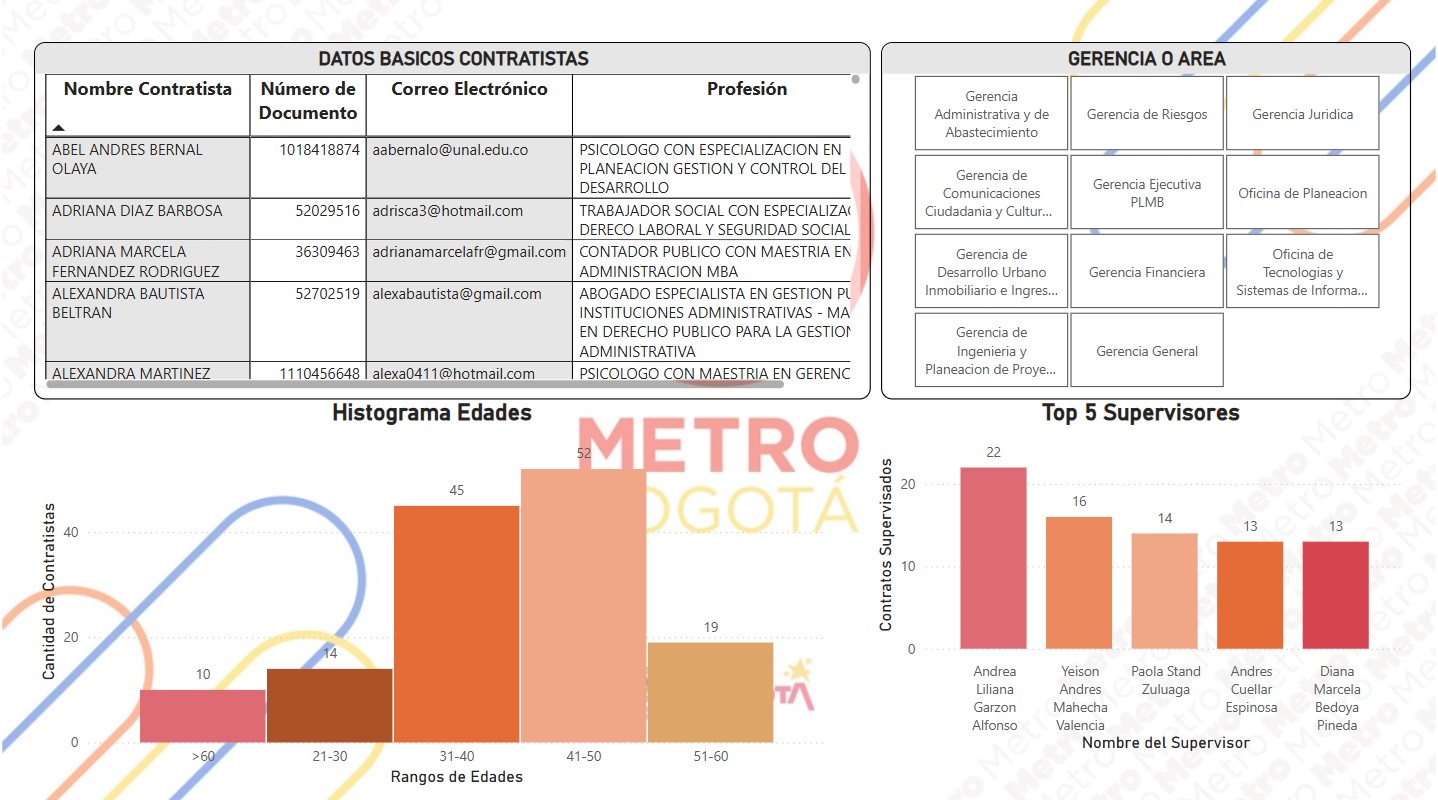 DATOS BASICOS CONTRATISTAS
Nombre Contratista
Número de
Documento
Correo Electrónico
Profesión
ABEL ANDRES BERNAL
OLAYA
1018418874
aabernalo@unal.edu.co
PSICOLOGO CON ESPECIALIZACION EN
PLANEACION GESTION Y CONTROL DEL
DESARROLLO
ADRIANA DIAZ BARBOSA
52029516
adrisca3@hotmail.com
TRABAJADOR SOCIAL CON ESPECIALIZAC
DERECO LABORAL Y SEGURIDAD SOCIAL
ADRIANA MARCELA
FERNANDEZ RODRIGUEZ
36309463
adrianamarcelafr@gmail.com
CONTADOR PUBLICO CON MAESTRIA EN
ADMINISTRACION MBA
ALEXANDRA BAUTISTA
BELTRAN
52702519
alexabautista@gmail.com
ABOGADO ESPECIALISTA EN GESTION PU
INSTITUCIONES ADMINISTRATIVAS - MA
EN DERECHO PUBLICO PARA LA GESTION
ADMINISTRATIVA
ALEXANDRA MARTINEZ
1110456648
alexa0411@hotmail.com
PSICOLOGO CON MAESTRIA EN GERENC
GERENCIA O AREA
Gerencia
Administrativa y de
Abastecimiento
Gerencia de Riesgos
Gerencia Juridica
Gerencia de
Comunicaciones
Ciudadania y Cultur...
Gerencia Ejecutiva
PLMB
Oficina de Planeacion
Gerencia de
Desarrollo Urbano
Inmobiliario e Ingres...
Gerencia Financiera
Oficina de
Tecnologias y
Sistemas de Informa...
Gerencia de
Ingenieria y
Planeacion de Proye...
Gerencia General
Histograma Edades
METRO
OGOTÁ
Cantidad de Contratistas
40
20
0
10
14
45
52
19
>60
21-30
31-40
41-50
51-60
Rangos de Edades
TÁ
Top 5 Supervisores
Contratos Supervisados
20
10
0
22
16
14
13
13
Andrea
Liliana
Garzon
Alfonso
Yeison
Andres
Mahecha
Valencia
Paola Stand
Zuluaga
Andres
Cuellar
Espinosa
Diana
Marcela
Bedoya
Pineda
Nombre del Supervisor